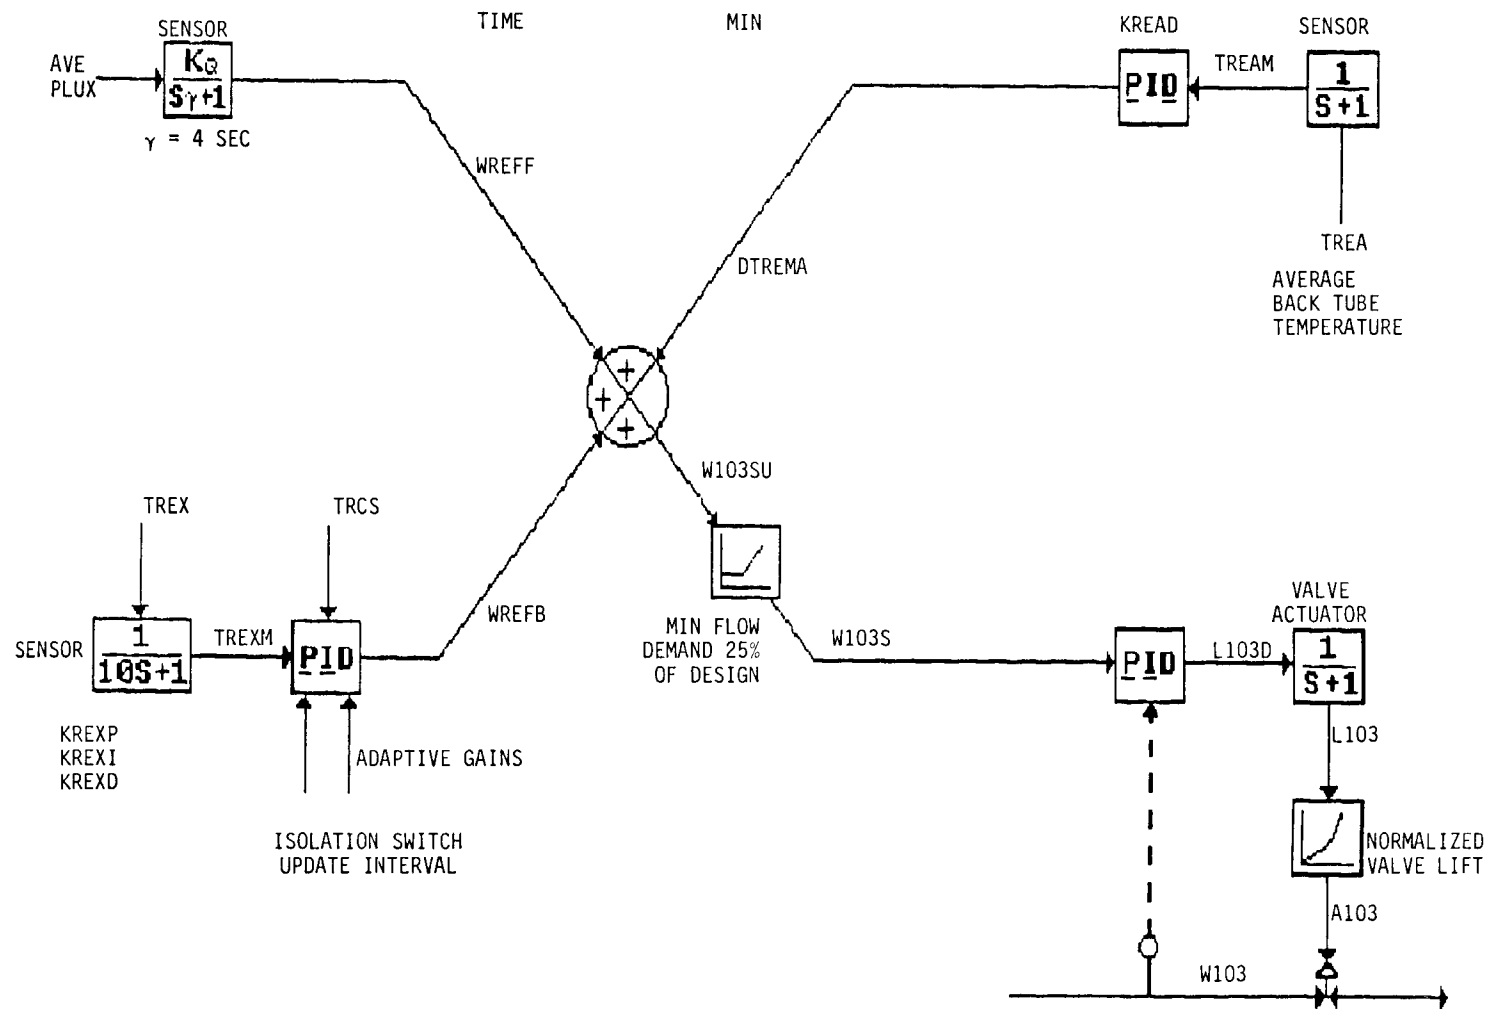 TIME MIN
SENSOR
AVE
PLUX
KQ
Sγ+1
γ = 4 SEC
KREAD SENSOR
PID
TREAM
1
S+1
TREA
AVERAGE
BACK TUBE
TEMPERATURE
WREFF
DTREMA
+
+
+
W103SU
TREX
TRCS
SENSOR
1
10S+1
TREXM
PID
WREFB
KREXP
KREXI
KREXD
ADAPTIVE GAINS
ISOLATION SWITCH
UPDATE INTERVAL
MIN FLOW
DEMAND 25%
OF DESIGN
W103S
PID
L103D
VALVE
ACTUATOR
1
S+1
L103
NORMALIZED
VALVE LIFT
A103
W103